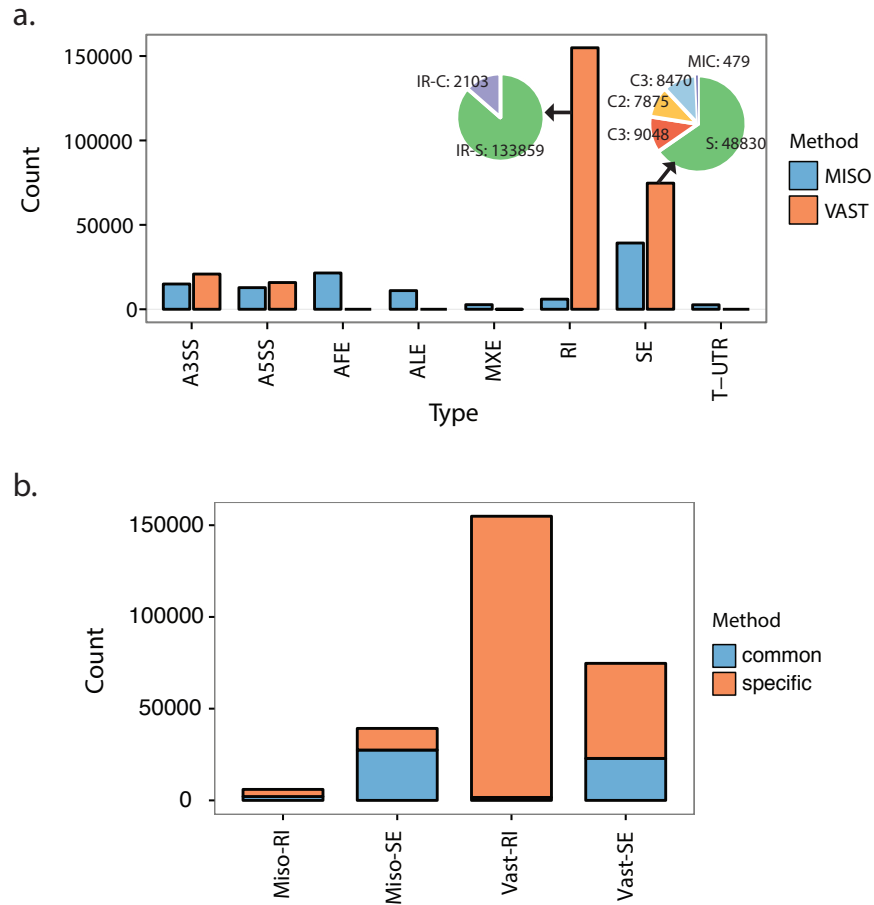 a.
150000
100000
50000
0
Count
IR-C: 2103
IR-S: 133859
MIC: 479
C3: 8470
C2: 7875
C3: 9048
S: 48830
Method
MISO
VAST
A3SS
A5SS
AFE
ALE
MXE
RI
SE
T−UTR
Type
b.
150000
100000
50000
0
Count
Method
common
specific
Miso-RI
Miso-SE
Vast-RI
Vast-SE